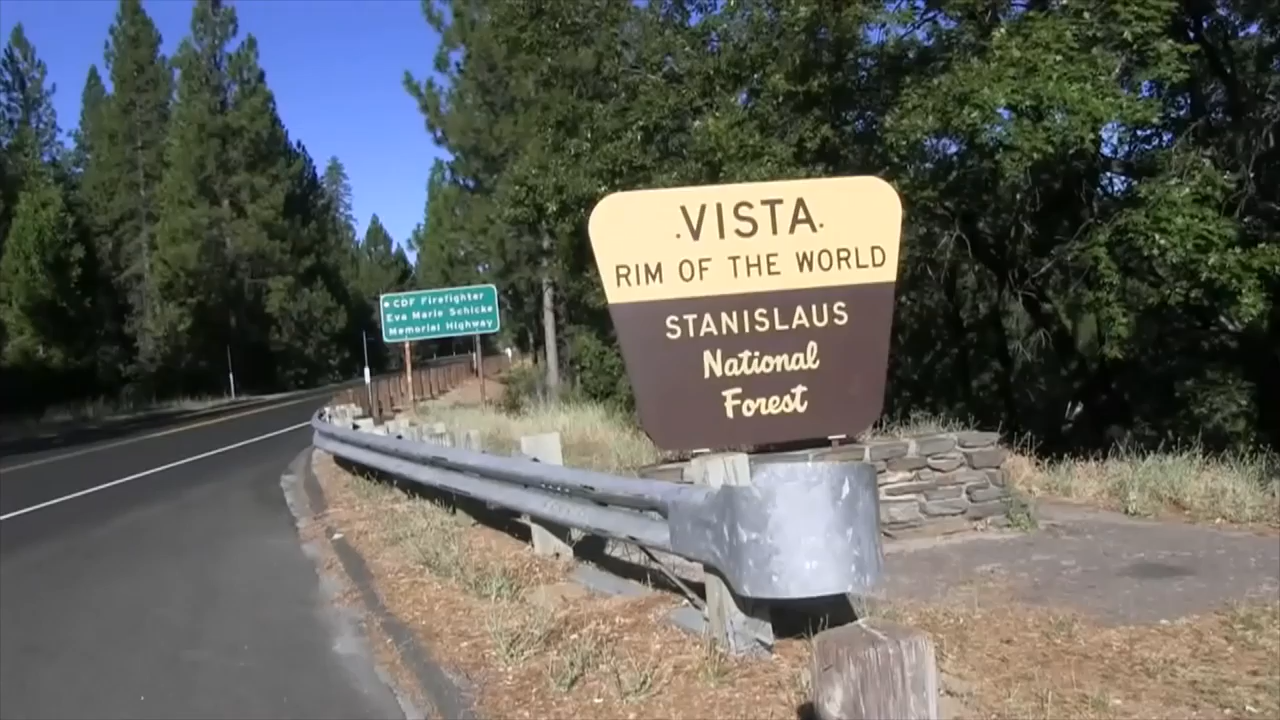 .VISTA.
RIM OF THE WORLD
STANISLAUS
National
Forest
CDF Firefighter
Eva Marie Schicke
Memorial Highway